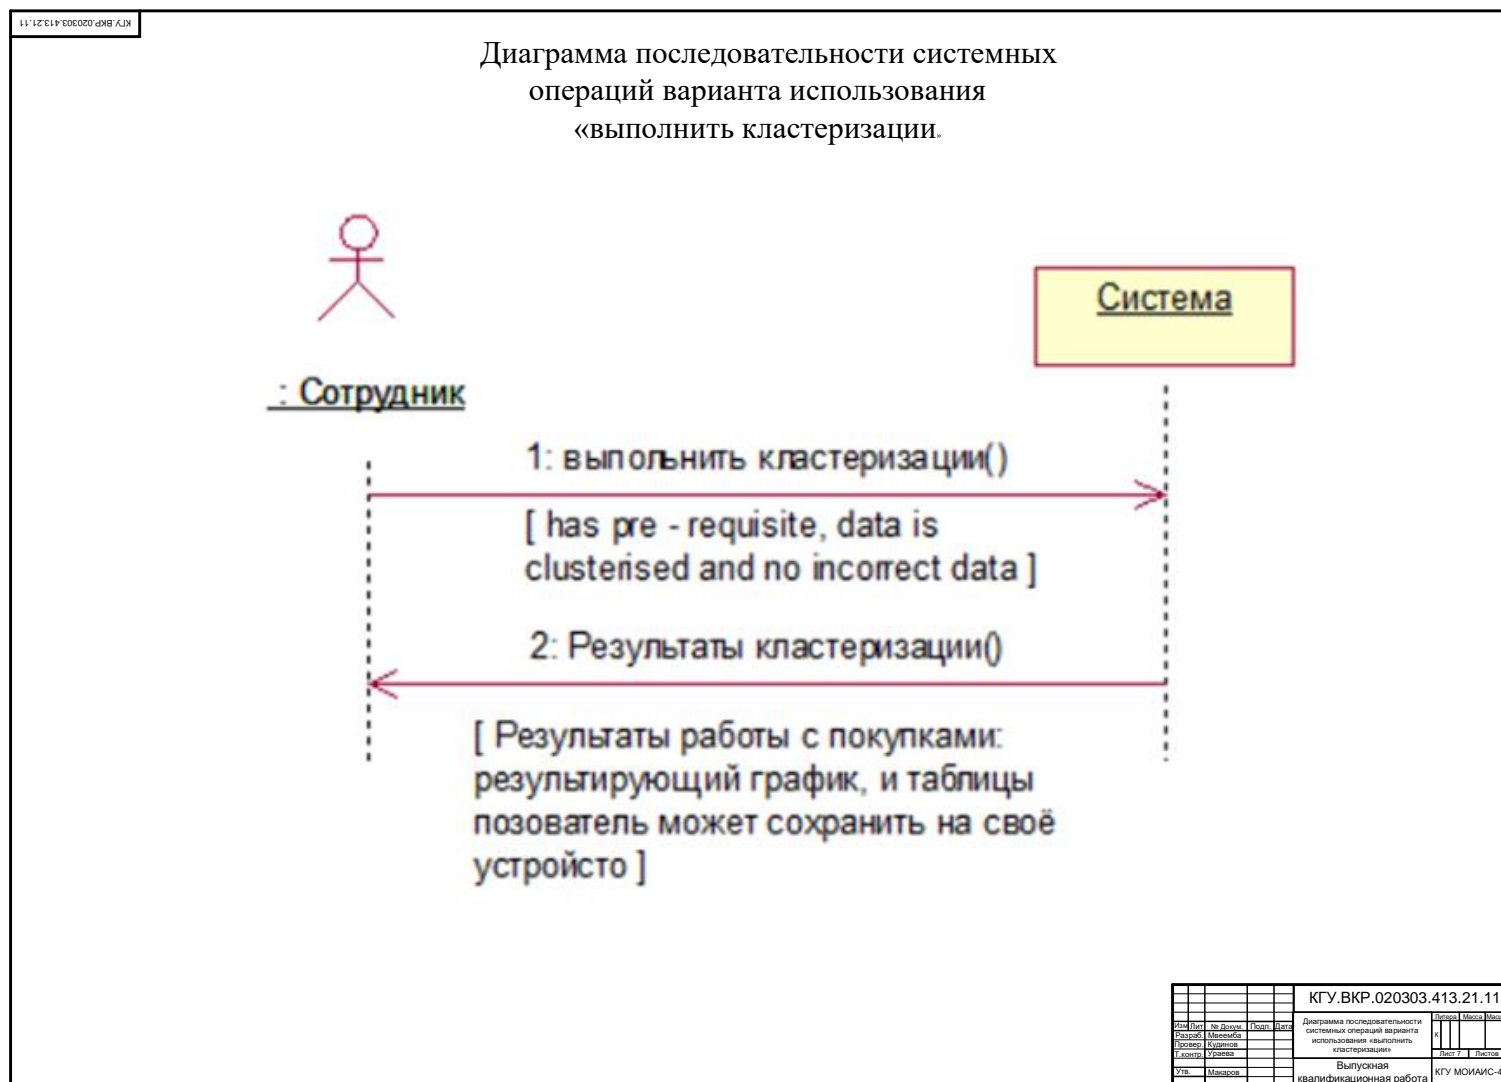 КГУ.ВКР.020303.413.21.11
Диаграмма последовательности системных
операций варианта использования
«выполнить кластеризации»
: Сотрудник
Система
1: выпольнить кластеризации()
[ has pre - requisite, data is
clusterised and no incorrect data ]
2: Результаты кластеризации()
[ Результаты работы с покупками:
результирующий график, и таблицы
позователь может сохранить на своё
устройсто ]
КГУ.ВКР.020303.413.21.11
Изм Лит № Докум. Подп. Дата
Разраб. Мвеемба
Провер. Кудинов
Т.контр. Ураева
Утв. Макаров
Диаграмма последовательности
системных операций варианта
использования «выполнить
кластеризации»
Литера Масса
К
Лист 7 Листов
Выпускная
квалификационная работа
КГУ МОИАИС-4